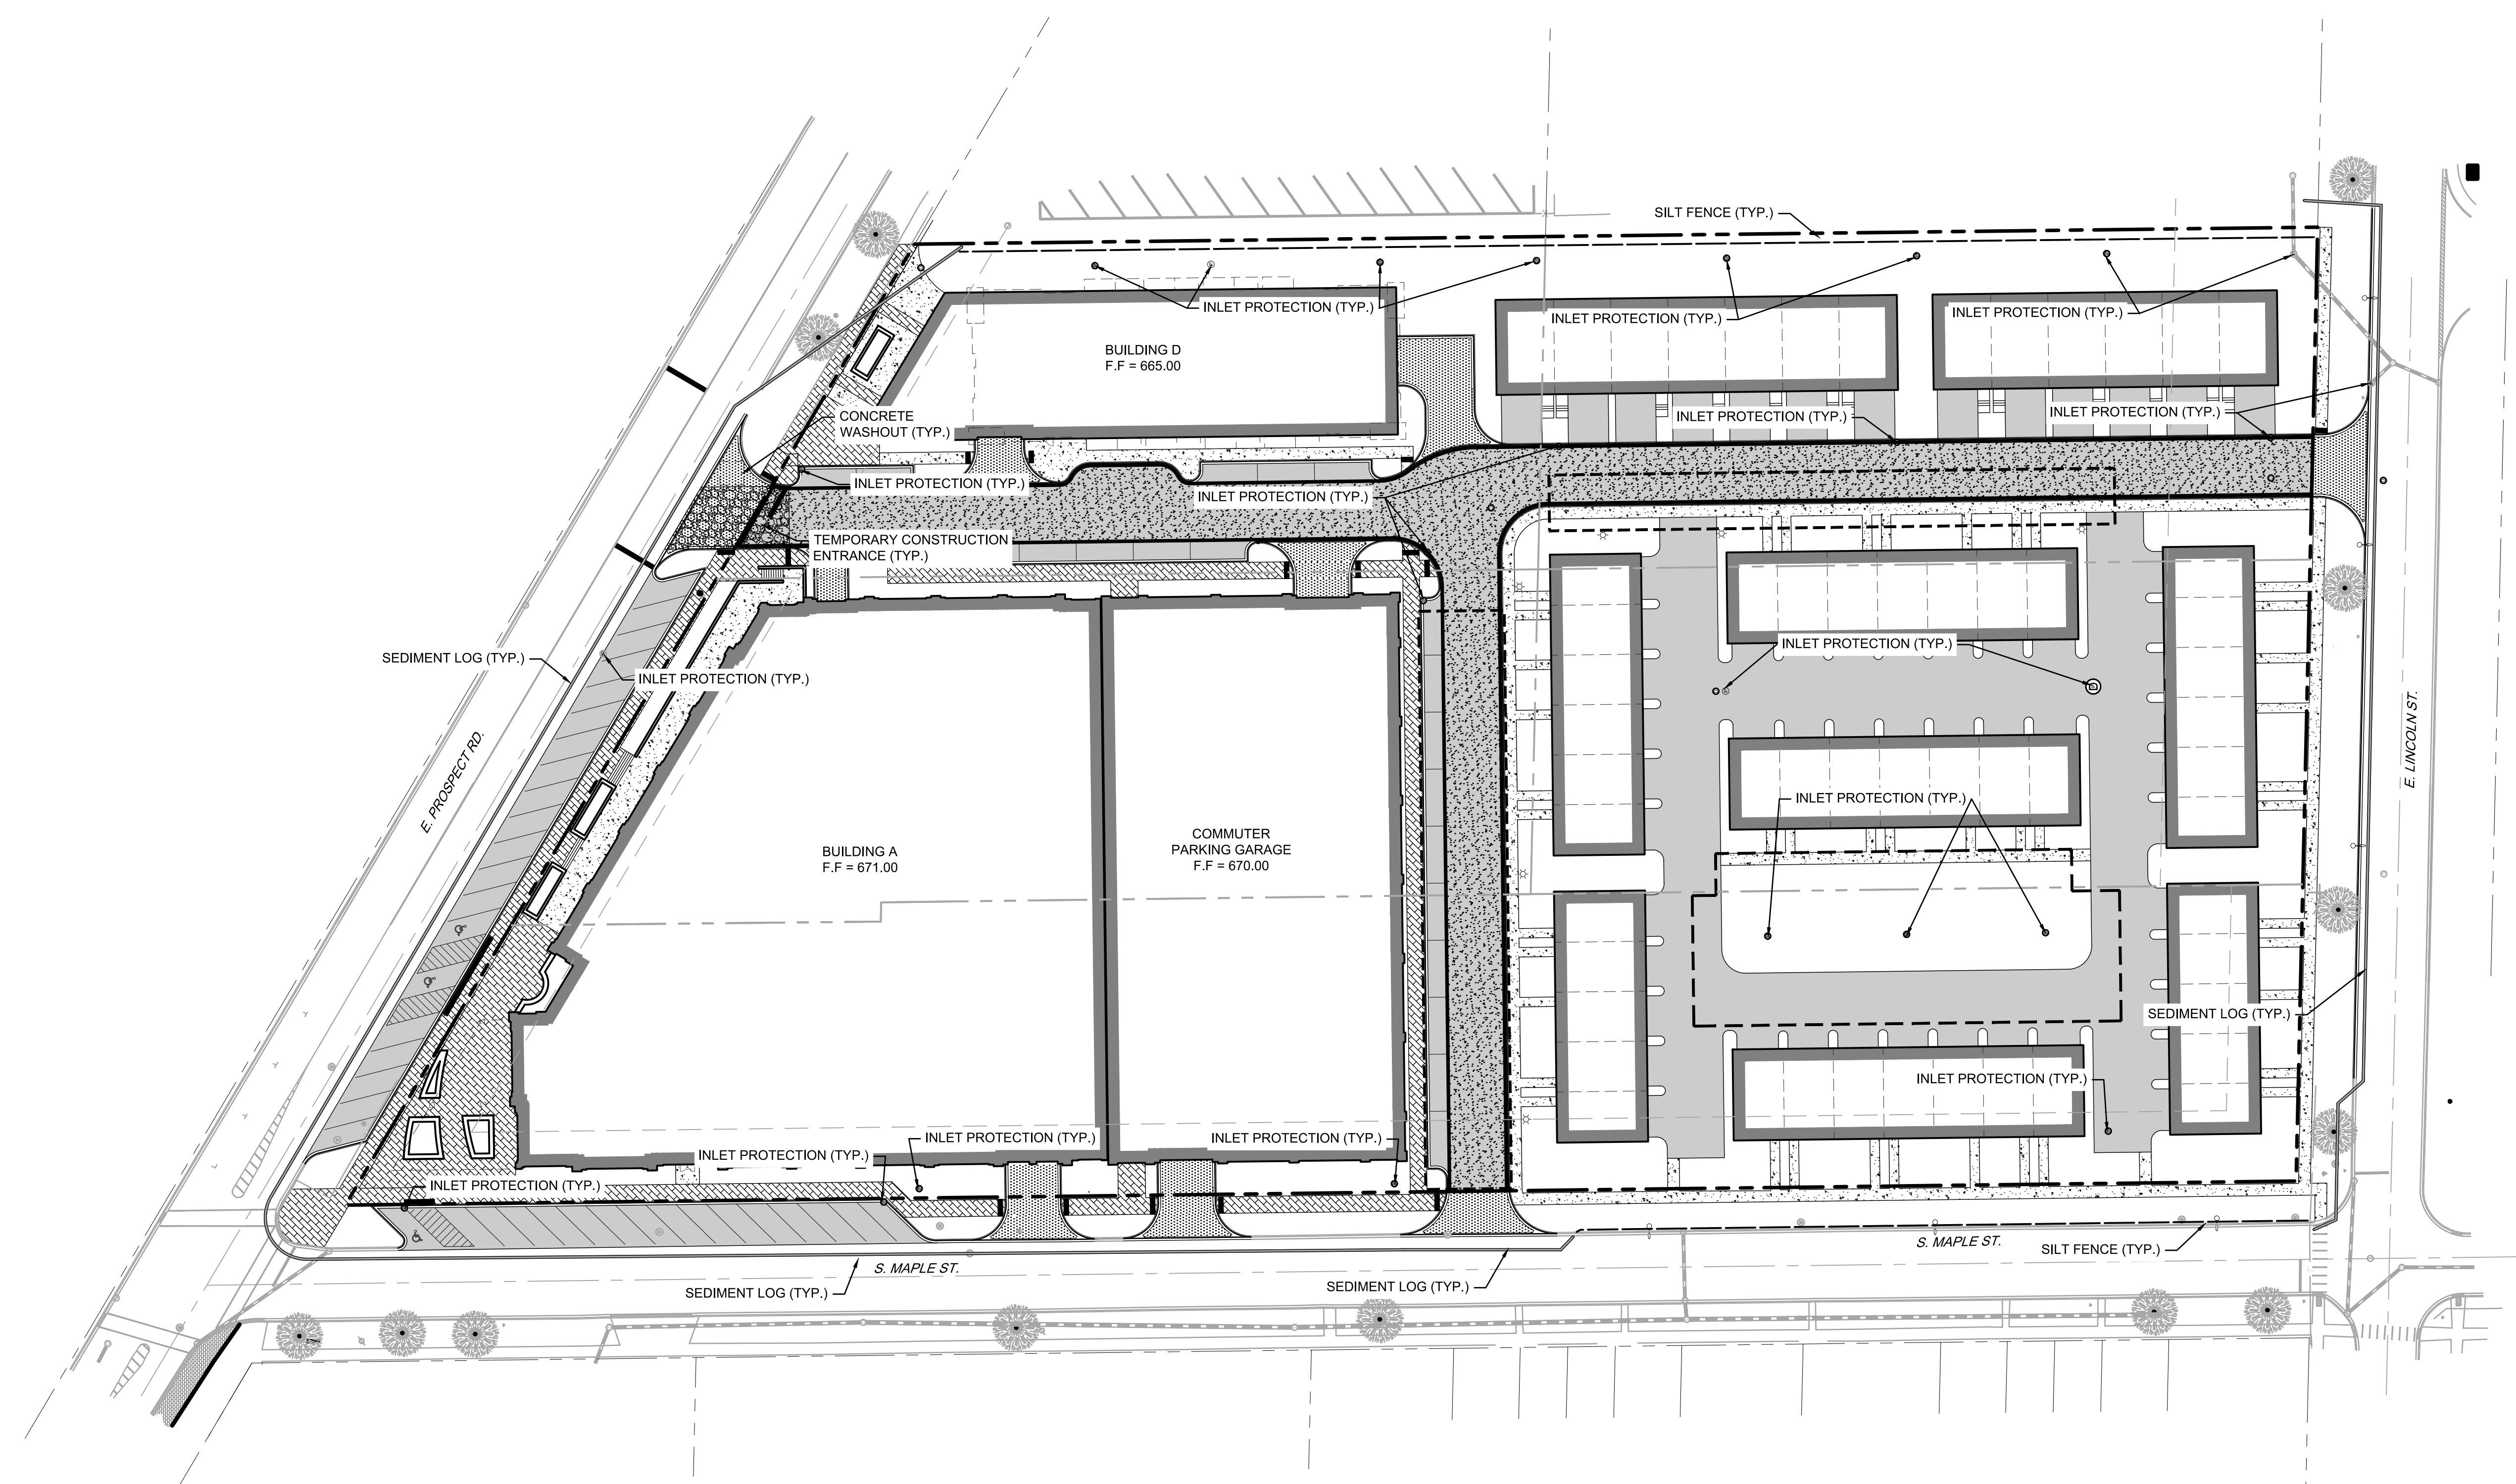 SILT FENCE (TYP.)
INLET PROTECTION (TYP.)
INLET PROTECTION (TYP.)
INLET PROTECTION (TYP.)
BUILDING D
F.F = 665.00
CONCRETE
WASHOUT (TYP.)
INLET PROTECTION (TYP.)
INLET PROTECTION (TYP.)
INLET PROTECTION (TYP.)
INLET PROTECTION (TYP.)
TEMPORARY CONSTRUCTION
ENTRANCE (TYP.)
SEDIMENT LOG (TYP.)
INLET PROTECTION (TYP.)
INLET PROTECTION (TYP.)
E. PROSPECT RD.
E. LINCOLN ST.
INLET PROTECTION (TYP.)
BUILDING A
F.F = 671.00
COMMUTER
PARKING GARAGE
F.F = 670.00
SEDIMENT LOG (TYP.)
INLET PROTECTION (TYP.)
INLET PROTECTION (TYP.)
INLET PROTECTION (TYP.)
INLET PROTECTION (TYP.)
INLET PROTECTION (TYP.)
S. MAPLE ST.
SILT FENCE (TYP.)
S. MAPLE ST.
SEDIMENT LOG (TYP.)
SEDIMENT LOG (TYP.)